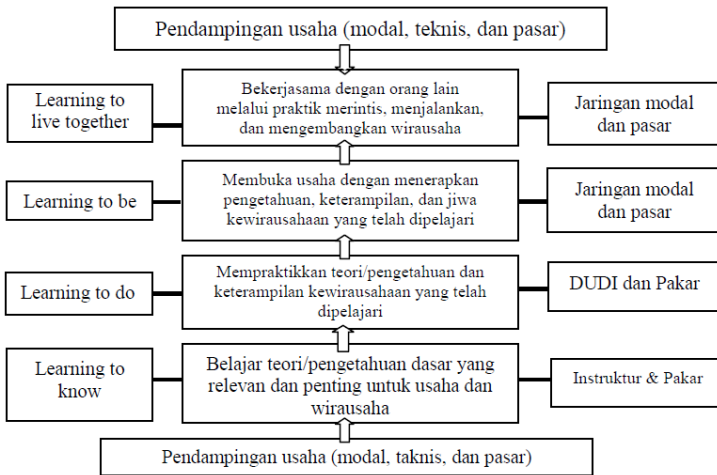 Pendampingan usaha (modal, teknis, dan pasar)
Learning to
live together
Bekerjasama dengan orang lain
melalui praktik merintis, menjalankan,
dan mengembangkan wirausaha
Jaringan modal
dan pasar
Learning to be
Membuka usaha dengan menerapkan
pengetahuan, keterampilan, dan jiwa
kewirausahaan yang telah dipelajari
Jaringan modal
dan pasar
Learning to do
Mempraktikkan teori/pengetahuan dan
keterampilan kewirausahaan yang telah
dipelajari
DUDI dan Pakar
Learning to
know
Belajar teori/pengetahuan dasar yang
relevan dan penting untuk usaha dan
wirausaha
Instruktur & Pakar
Pendampingan usaha (modal, taknis, dan pasar)